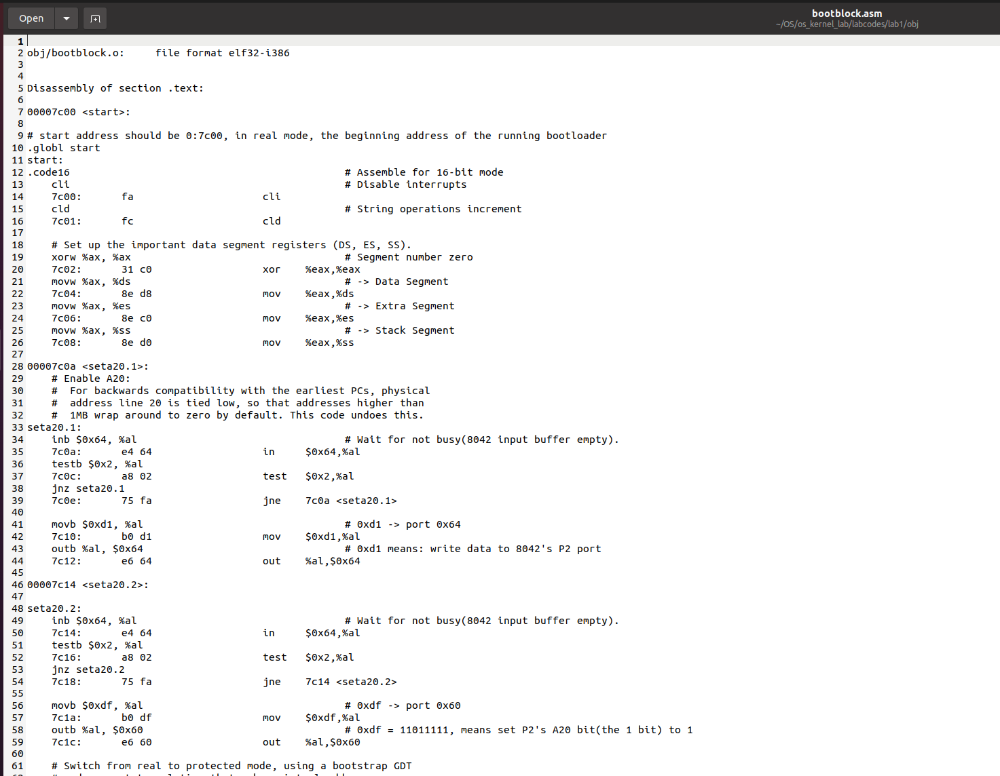 Open
bootblock.asm
~/OS/os_kernel_lab/labcodes/lab1/obj
1
2 obj/bootblock.o:     file format elf32-i386
3
4
5 Disassembly of section .text:
6
7 00007c00 <start>:
8
9 # start address should be 0:7c00, in real mode, the beginning address of the running bootloader
10 .globl start
11 start:
12 .code16                                             # Assemble for 16-bit mode
13     cli                                             # Disable interrupts
14     7c00:       fa                     cli
15     cld                                             # String operations increment
16     7c01:       fc                     cld
17
18     # Set up the important data segment registers (DS, ES, SS).
19     xorw %ax, %ax                                   # Segment number zero
20     7c02:       31 c0                  xor    %eax,%eax
21     movw %ax, %ds                                   # -> Data Segment
22     7c04:       8e d8                  mov    %eax,%ds
23     movw %ax, %es                                   # -> Extra Segment
24     7c06:       8e c0                  mov    %eax,%es
25     movw %ax, %ss                                   # -> Stack Segment
26     7c08:       8e d0                  mov    %eax,%ss
27
28 00007c0a <seta20.1>:
29     # Enable A20:
30     #  For backwards compatibility with the earliest PCs, physical
31     #  address line 20 is tied low, so that addresses higher than
32     #  1MB wrap around to zero by default. This code undoes this.
33 seta20.1:
34     inb $0x64, %al                                  # Wait for not busy(8042 input buffer empty).
35     7c0a:       e4 64                  in     $0x64,%al
36     testb $0x2, %al
37     7c0c:       a8 02                  test   $0x2,%al
38     jnz seta20.1
39     7c0e:       75 fa                  jne    7c0a <seta20.1>
40
41     movb $0xd1, %al                                 # 0xd1 -> port 0x64
42     7c10:       b0 d1                  mov    $0xd1,%al
43     outb %al, $0x64                                 # 0xd1 means: write data to 8042's P2 port
44     7c12:       e6 64                  out    %al,$0x64
45
46 00007c14 <seta20.2>:
47
48 seta20.2:
49     inb $0x64, %al                                  # Wait for not busy(8042 input buffer empty).
50     7c14:       e4 64                  in     $0x64,%al
51     testb $0x2, %al
52     7c16:       a8 02                  test   $0x2,%al
53     jnz seta20.2
54     7c18:       75 fa                  jne    7c14 <seta20.2>
55
56     movb $0xdf, %al                                 # 0xdf -> port 0x60
57     7c1a:       b0 df                  mov    $0xdf,%al
58     outb %al, $0x60                                 # 0xdf = 11011111, means set P2's A20 bit(the 1 bit) to 1
59     7c1c:       e6 60                  out    %al,$0x60
60
61     # Switch from real to protected mode, using a bootstrap GDT